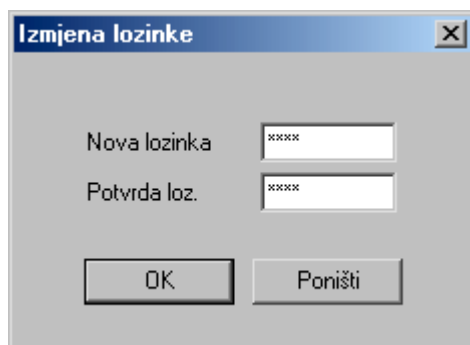 Izmjena lozinke
Nova lozinka ****
Potvrda loz. ****
OK Poništi